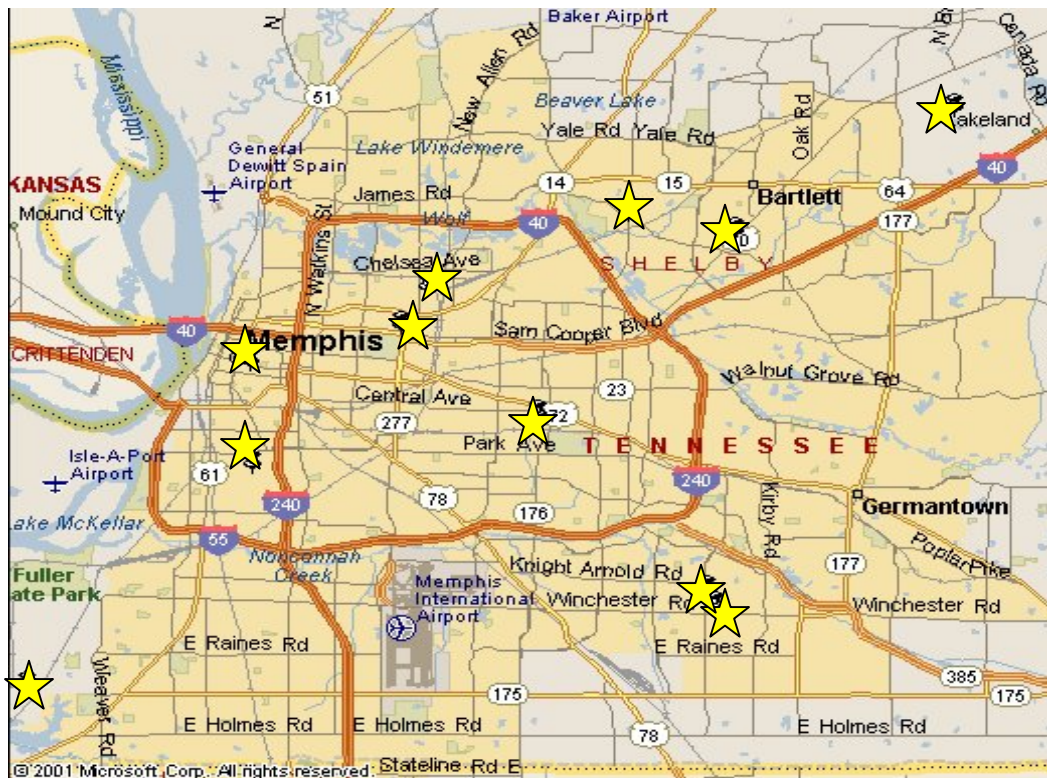 Baker Airport
N
New Allen Rd
N
Canada Rd
51
Mississippi
Beaver Lake
Yale Rd
Yale Rd
Oak Rd
akeland
General
Dewitt Spain
Airport
Lake Windemere
40
KANSAS
James Rd
14
15
64
Bartlett
Mound City
Wolf
40
177
N Watkins St
Chelsea Ave
SHELBY
0
40
Memphis
Sam Cooper Blvd
CRITTENDEN
Walnut Grove Rd
Central Ave
23
72
277
Park Ave
TENNESSEE
Isle-A-Port
Airport
61
240
78
240
Kirby Rd
Germantown
176
Lake McKellar
55
Nonconnah
Creek
Poplar Pike
177
Knight Arnold Rd
Fuller
ate Park
Memphis
International
Airport
Winchester Rd
Winchester Rd
E Raines Rd
E Raines Rd
385
Weaver Rd
175
175
E Holmes Rd
E Holmes Rd
E Holmes Rd
78
© 2001 Microsoft Corp. All rights reserved.
Stateline Rd E